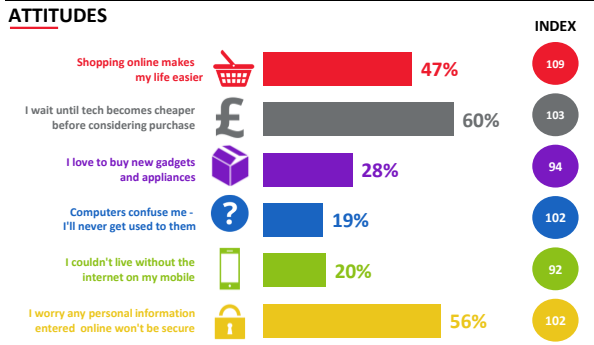 ATTITUDES
INDEX
Shopping online makes
my life easier
47%
109
I wait until tech becomes cheaper
before considering purchase
£
60%
103
I love to buy new gadgets
and appliances
28%
94
Computers confuse me -
I'll never get used to them
?
19%
102
I couldn't live without the
internet on my mobile
20%
92
I worry any personal information
entered online won't be secure
56%
102